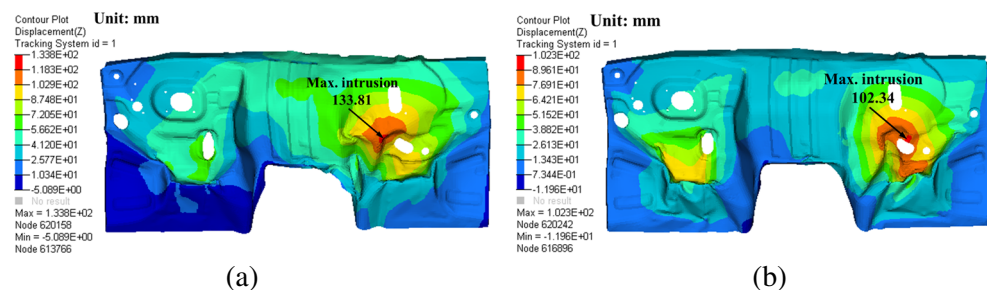 Contour Plot
Displacement(Z)
Tracking System id = 1
1.338E+02
1.183E+02
1.029E+02
8.748E+01
7.205E+01
5.662E+01
4.120E+01
2.577E+01
1.034E+01
-5.089E+00
No result
Max = 1.338E+02
Node 620158
Min = -5.089E+00
Node 613766
Unit: mm
Max. intrusion
133.81
(a)
Contour Plot
Displacement(Z)
Tracking System id = 1
1.023E+02
8.961E+01
7.691E+01
6.421E+01
5.152E+01
3.882E+01
2.613E+01
1.343E+01
7.344E-01
-1.196E+01
No result
Max = 1.023E+02
Node 620242
Min = -1.196E+01
Node 616896
Unit: mm
Max. intrusion
102.34
(b)